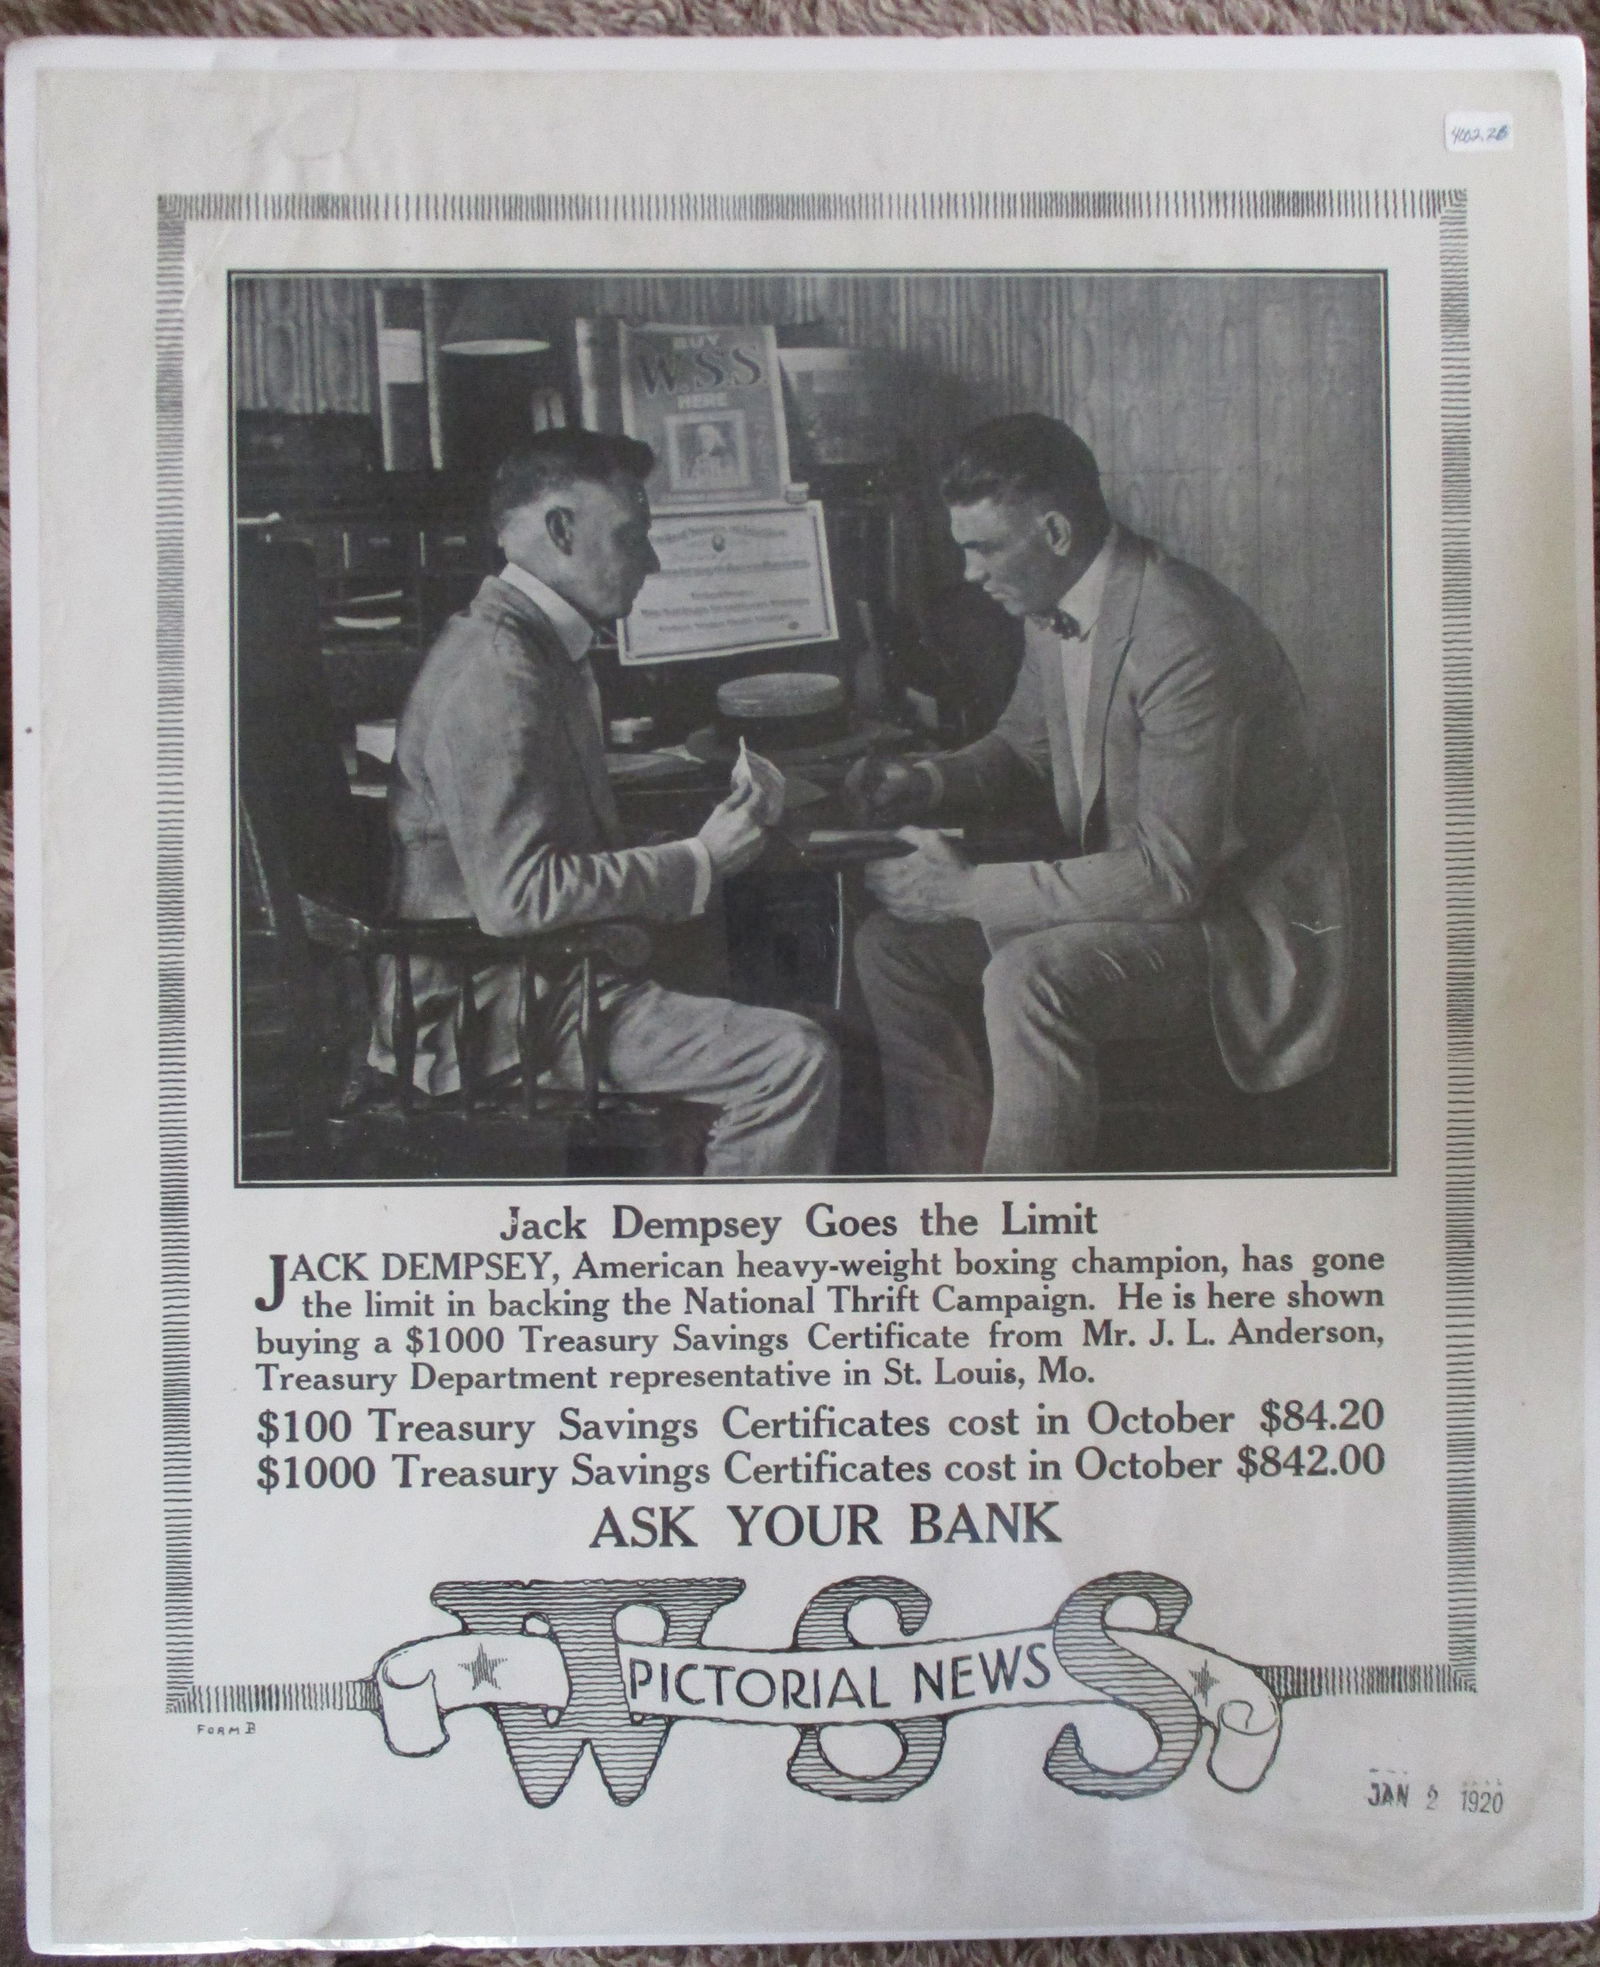 4002.26
BUY
W.S.S
HERE
Jack Dempsey Goes the Limit
JACK DEMPSEY, American heavy-weight boxing champion, has gone
the limit in backing the National Thrift Campaign. He is here shown
buying a $1000 Treasury Savings Certificate from Mr. J. L. Anderson,
Treasury Department representative in St. Louis, Mo.
$100 Treasury Savings Certificates cost in October $84.20
$1000 Treasury Savings Certificates cost in October $842.00
ASK YOUR BANK
WSS
PICTORIAL NEWS
FORM B
JAN 2 1920